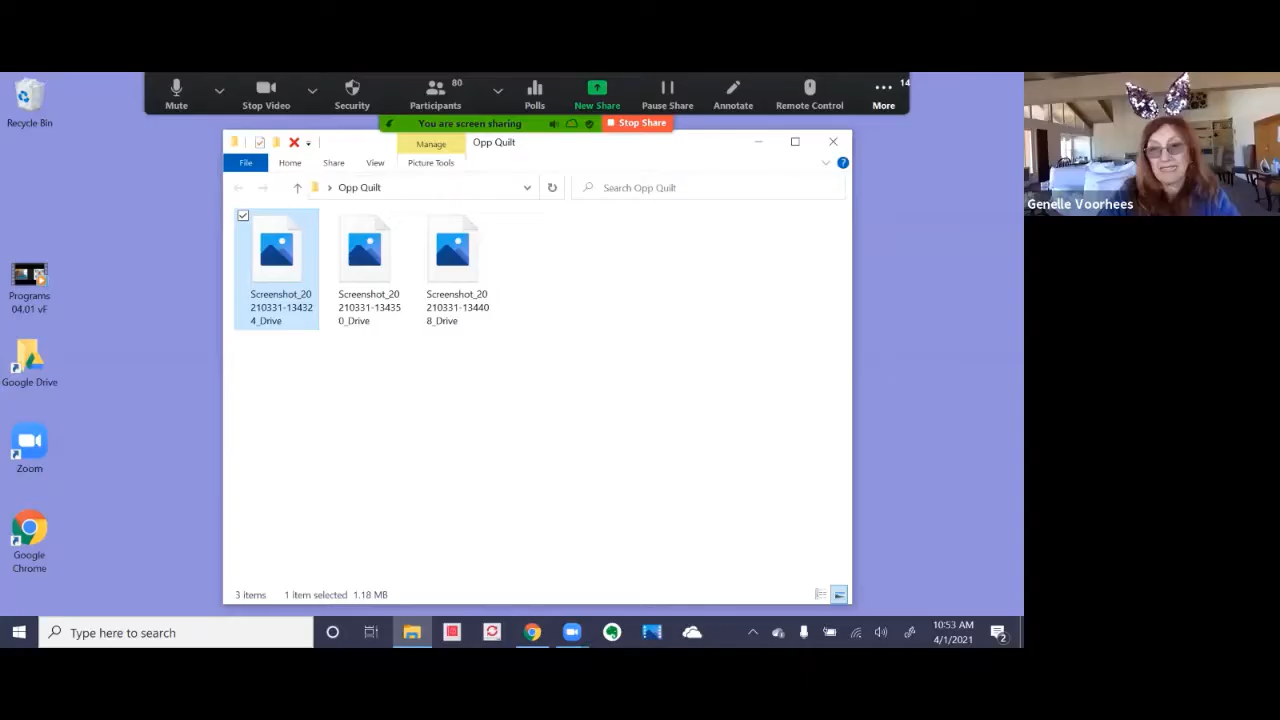 Recycle Bin
Programs
04.01 vF
Google Drive
Zoom
Google
Chrome
Mute
Stop Video
Security
80
Participants
Polls
New Share
Pause Share
Annotate
Remote Control
14
More
You are screen sharing
Stop Share
Manage
Opp Quilt
File
Home
Share
View
Picture Tools
Opp Quilt
Search Opp Quilt
Screenshot_20
210331-13432
4_Drive
Screenshot_20
210331-13435
0_Drive
Screenshot_20
210331-13440
8_Drive
3 items
1 item selected 1.18 MB
Type here to search
10:53 AM
4/1/2021
2
Genelle Voorhees